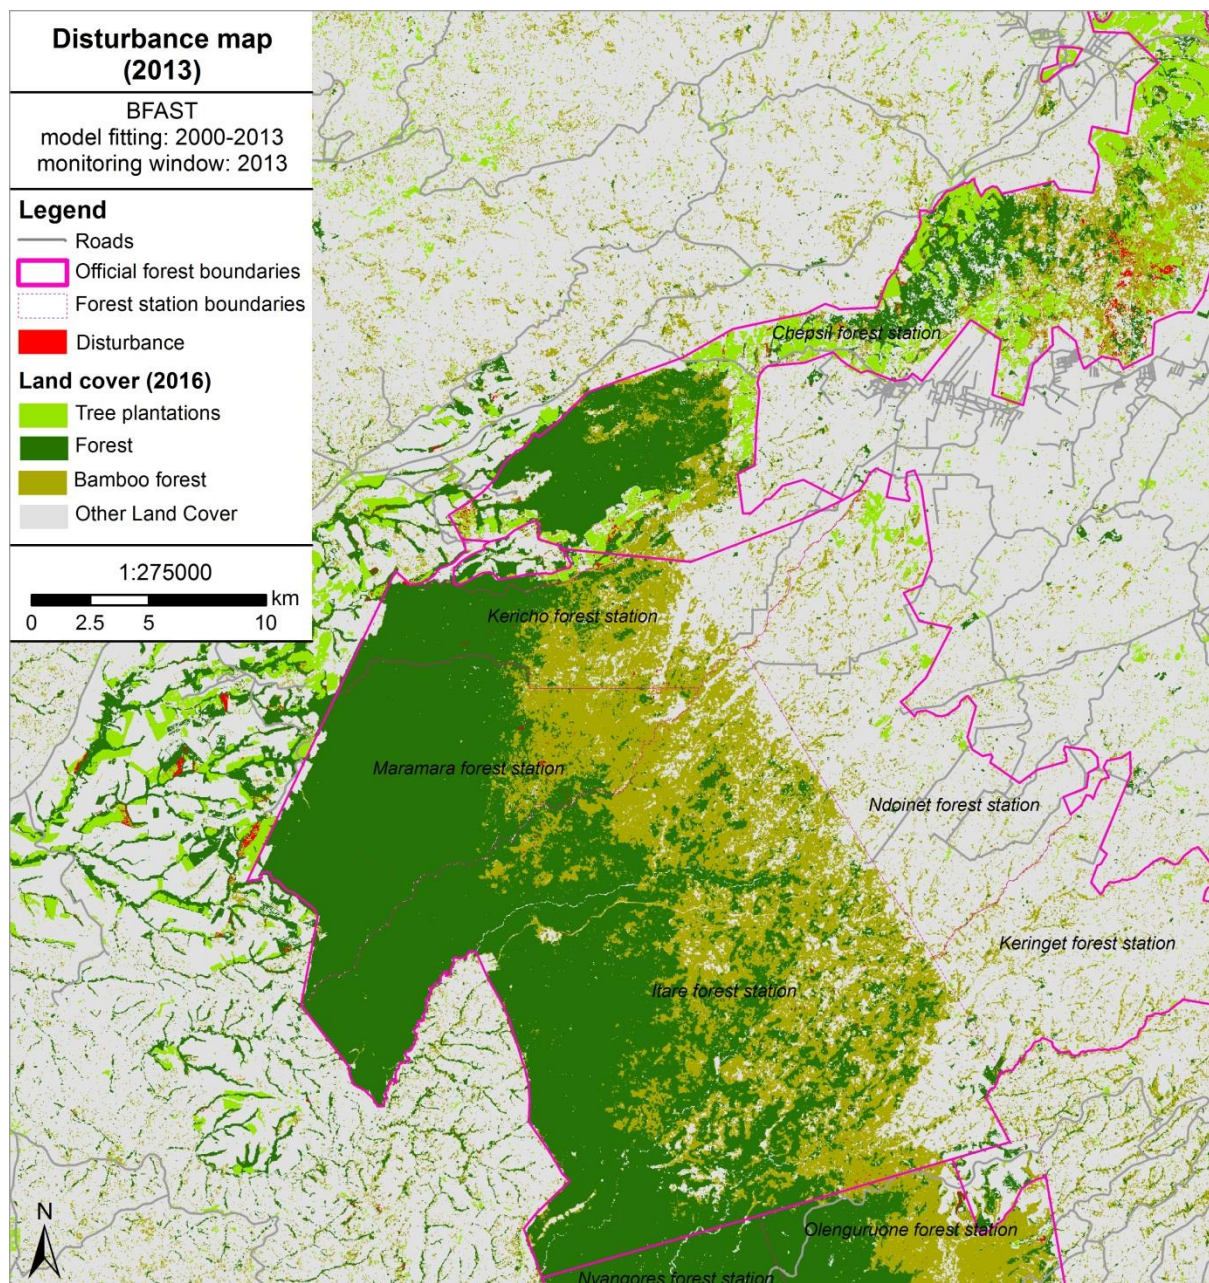 Disturbance map
(2013)
BFAST
model fitting: 2000-2013
monitoring window: 2013
Legend
Roads
Official forest boundaries
Forest station boundaries
Disturbance
Land cover (2016)
Tree plantations
Forest
Bamboo forest
Other Land Cover
1:275000
km
0 2.5 5 10
Chepsil forest station
Kericho forest station
Maramara forest station
Ndoinet forest station
Keringet forest station
Itare forest station
Olenguruone forest station
Nyangores forest station
N